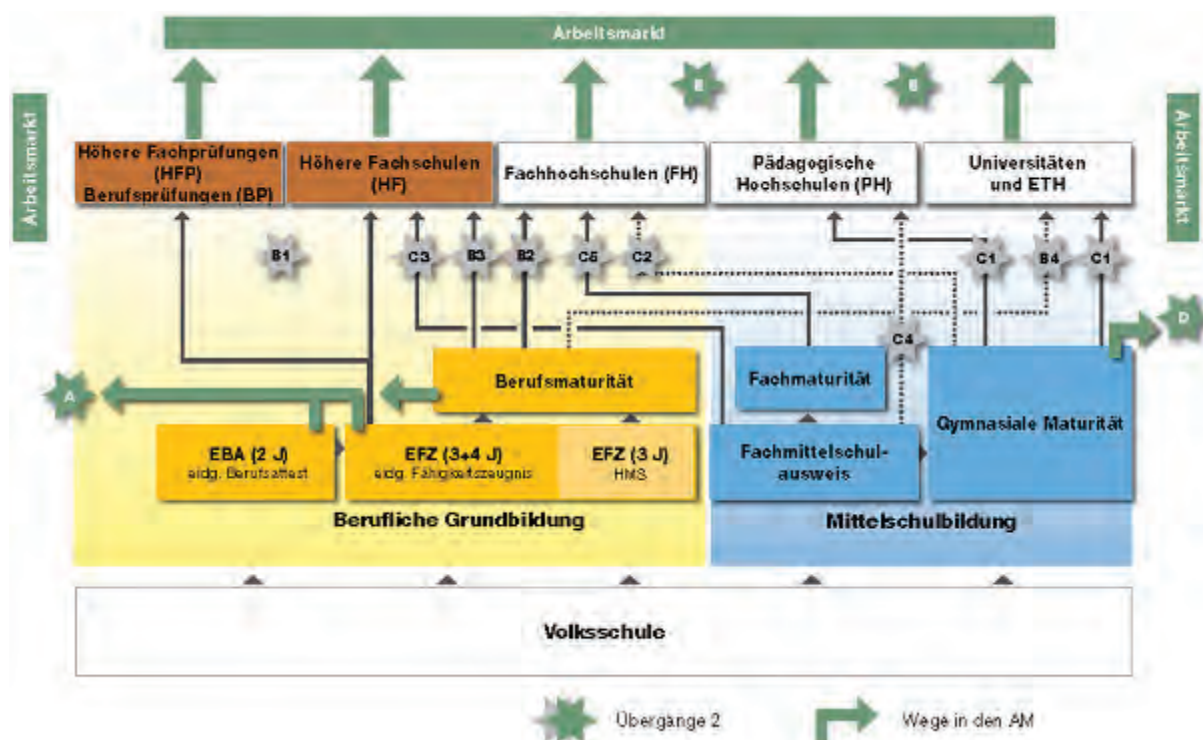 Arbeitsmarkt
E
E
Arbeitsmarkt
Arbeitsmarkt
Höhere Fachprüfungen
(HFP)
Berufsprüfungen (BP)
Höhere Fachschulen
(HF)
Fachhochschulen (FH)
Pädagogische
Hochschulen (PH)
Universitäten
und ETH
B1
C3
B3
B2
C5
C2
C1
B4
C1
D
C4
A
Berufsmaturität
Fachmaturität
Gymnasiale Maturität
EBA (2 J)
eidg. Berufsattest
EFZ (3+4 J)
eidg. Fähigkeitszeugnis
EFZ (3 J)
HMS
Fachmittelschul-
ausweis
Berufliche Grundbildung
Mittelschulbildung
Volksschule
Übergänge 2
Wege in den AM